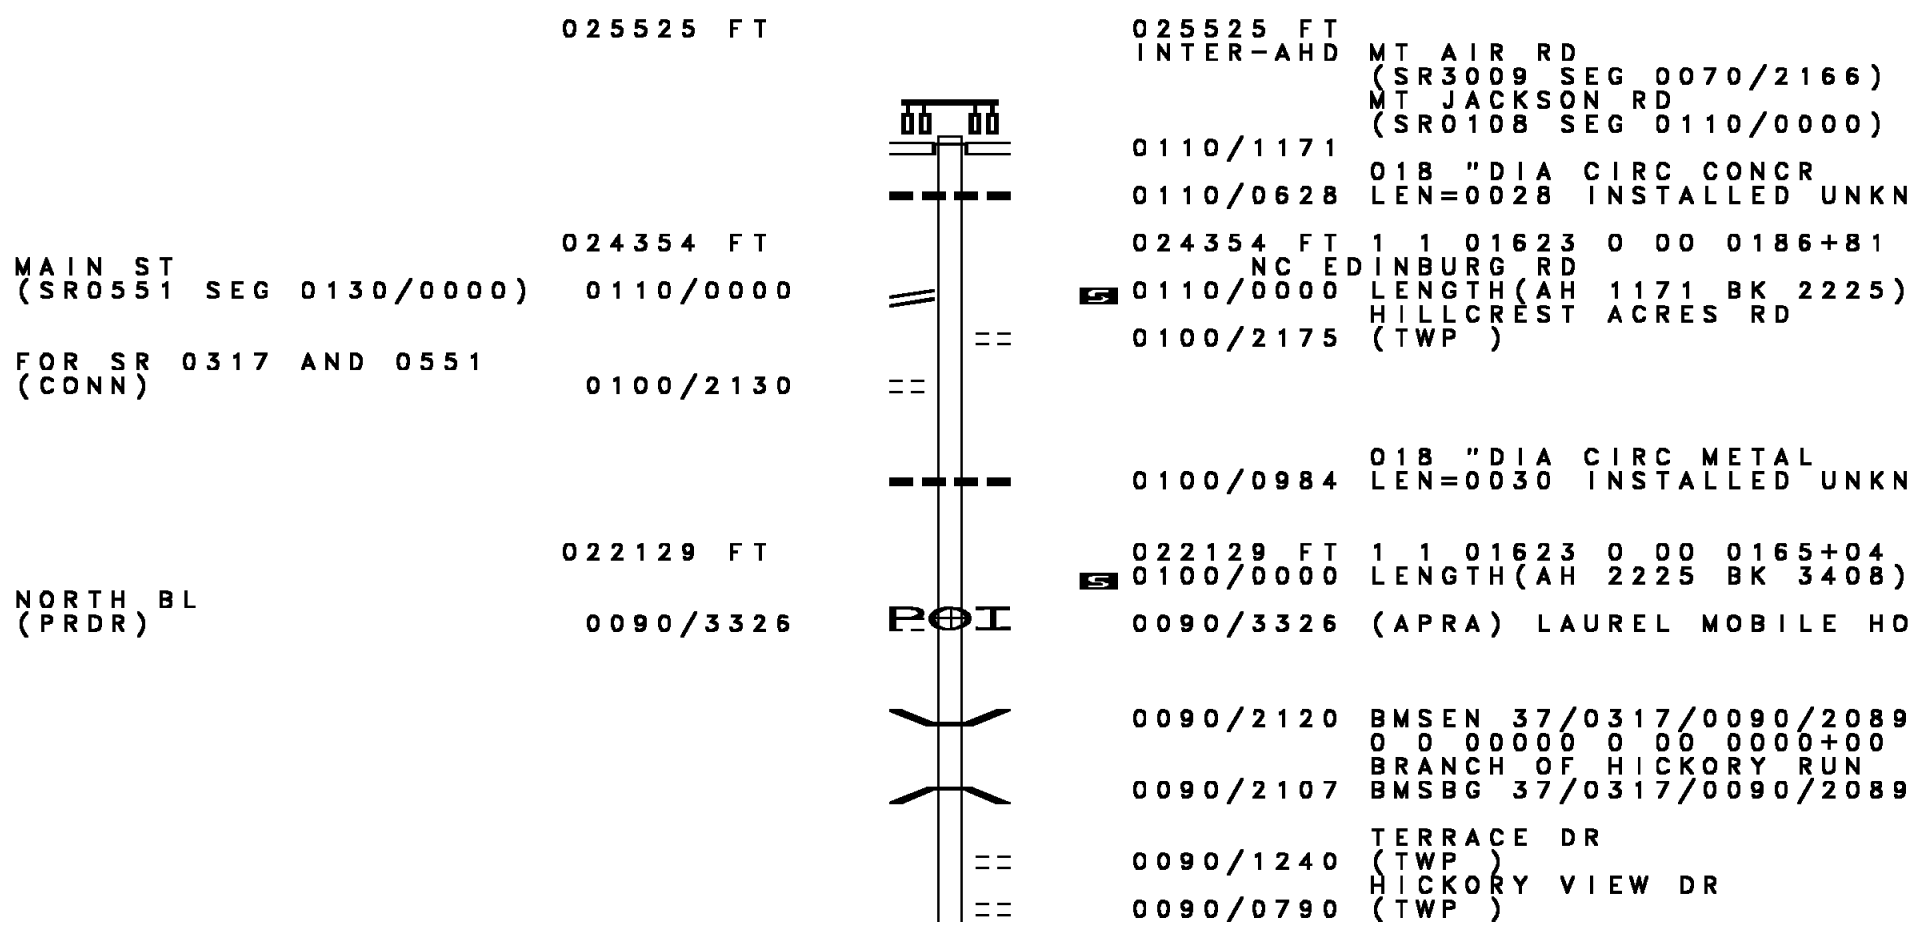 025525 FT 025525 FT
INTER-AHD MT AIR RD
(SR3009 SEG 0070/2166)
MT JACKSON RD
(SR0108 SEG 0110/0000)
0110/1171
018 "DIA CIRC CONCR
0110/0628 LEN=0028 INSTALLED UNKN
024354 FT 024354 FT 1 1 01623 0 00 0186+81
MAIN ST NC EDINBURG RD
(SR0551 SEG 0130/0000) 0110/0000 S 0110/0000 LENGTH(AH 1171 BK 2225)
HILLCREST ACRES RD
0100/2175 (TWP )
FOR SR 0317 AND 0551
(CONN) 0100/2130
018 "DIA CIRC METAL
0100/0984 LEN=0030 INSTALLED UNKN
022129 FT 022129 FT 1 1 01623 0 00 0165+04
S 0100/0000 LENGTH(AH 2225 BK 3408)
NORTH BL
(PRDR) 0090/3326 POI 0090/3326 (APRA) LAUREL MOBILE HO
0090/2120 BMSEN 37/0317/0090/2089
0 0 00000 0 00 0000+00
BRANCH OF HICKORY RUN
0090/2107 BMSBG 37/0317/0090/2089
TERRACE DR
0090/1240 (TWP )
HICKORY VIEW DR
0090/0790 (TWP )